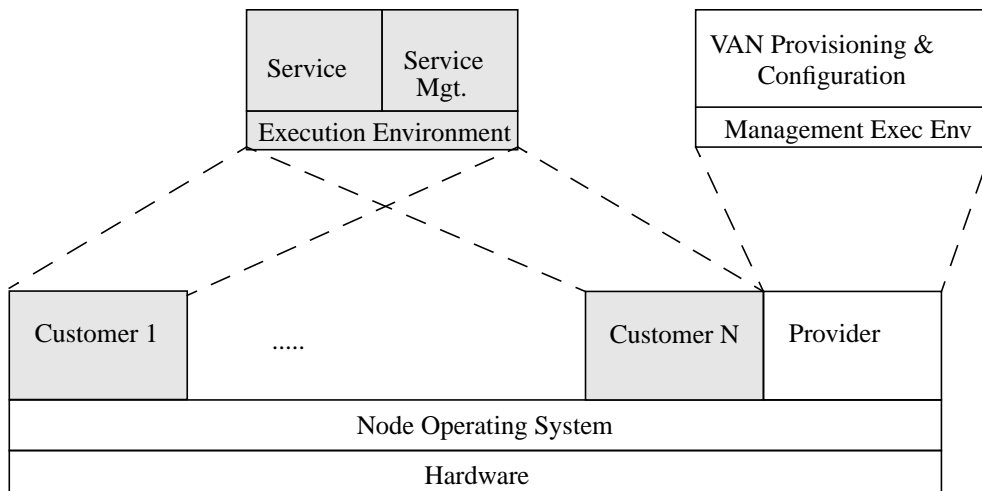 Service
Service
Mgt.
Execution Environment
VAN Provisioning &
Configuration
Management Exec Env
Customer 1
.....
Customer N
Provider
Node Operating System
Hardware